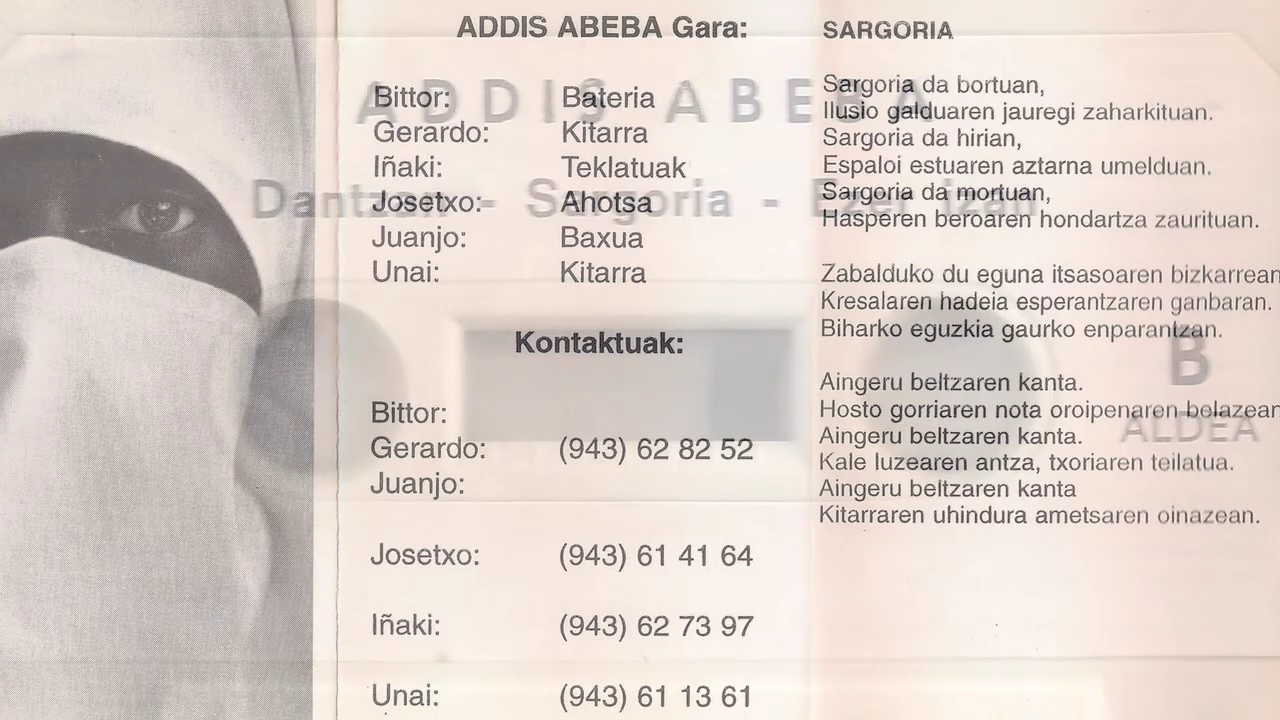 ADDIS ABEBA Gara:
Bittor: Bateria
Gerardo: Kitarra
Iñaki: Teklatuak
Josetxo: Ahotsa
Juanjo: Baxua
Unai: Kitarra
Kontaktuak:
Bittor:
Gerardo: (943) 62 82 52
Juanjo:
Josetxo: (943) 61 41 64
Iñaki: (943) 62 73 97
Unai: (943) 61 13 61
SARGORIA
Sargoria da bortuan,
Ilusio galduaren jauregi zaharkituan.
Sargoria da hirian,
Espaloi estuaren aztarna umelduan.
Sargoria da mortuan,
Hasperen beroaren hondartza zaurituan.
Zabalduko du eguna itsasoaren bizkarrean
Kresalaren hadeia esperantzaren ganbaran.
Biharko eguzkia gaurko enparantzan.
Aingeru beltzaren kanta.
Hosto gorriaren nota oroipenaren belazean
Aingeru beltzaren kanta.
Kale luzearen antza, txoriaren teilatua.
Aingeru beltzaren kanta
Kitarraren uhindura ametsaren oinazean.
ADDIS ABEBA
Dantzan - Sargoria - Ezer izan
B
ALDEA